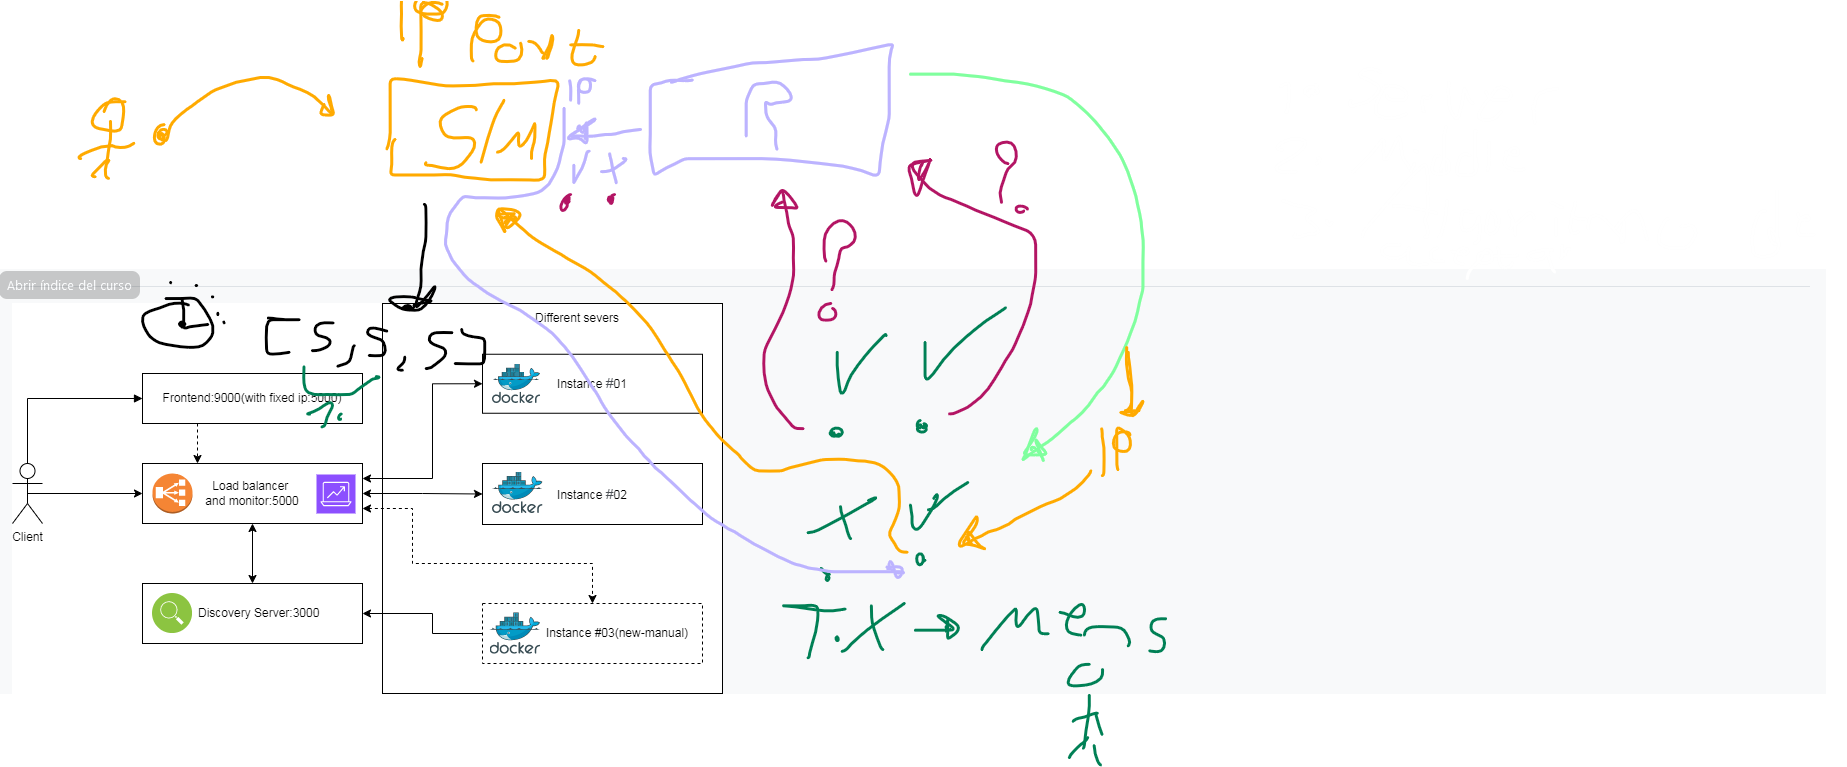 IP Port
S/M
IP
R
V X
?
?
Abrir índice del curso
[S, S, S]
1.
Different severs
Instance #01
docker
Frontend:9000(with fixed ip:5000)
Load balancer
and monitor:5000
Instance #02
docker
Client
Discovery Server:3000
Instance #03(new-manual)
docker
IP
X
T.X → Mens